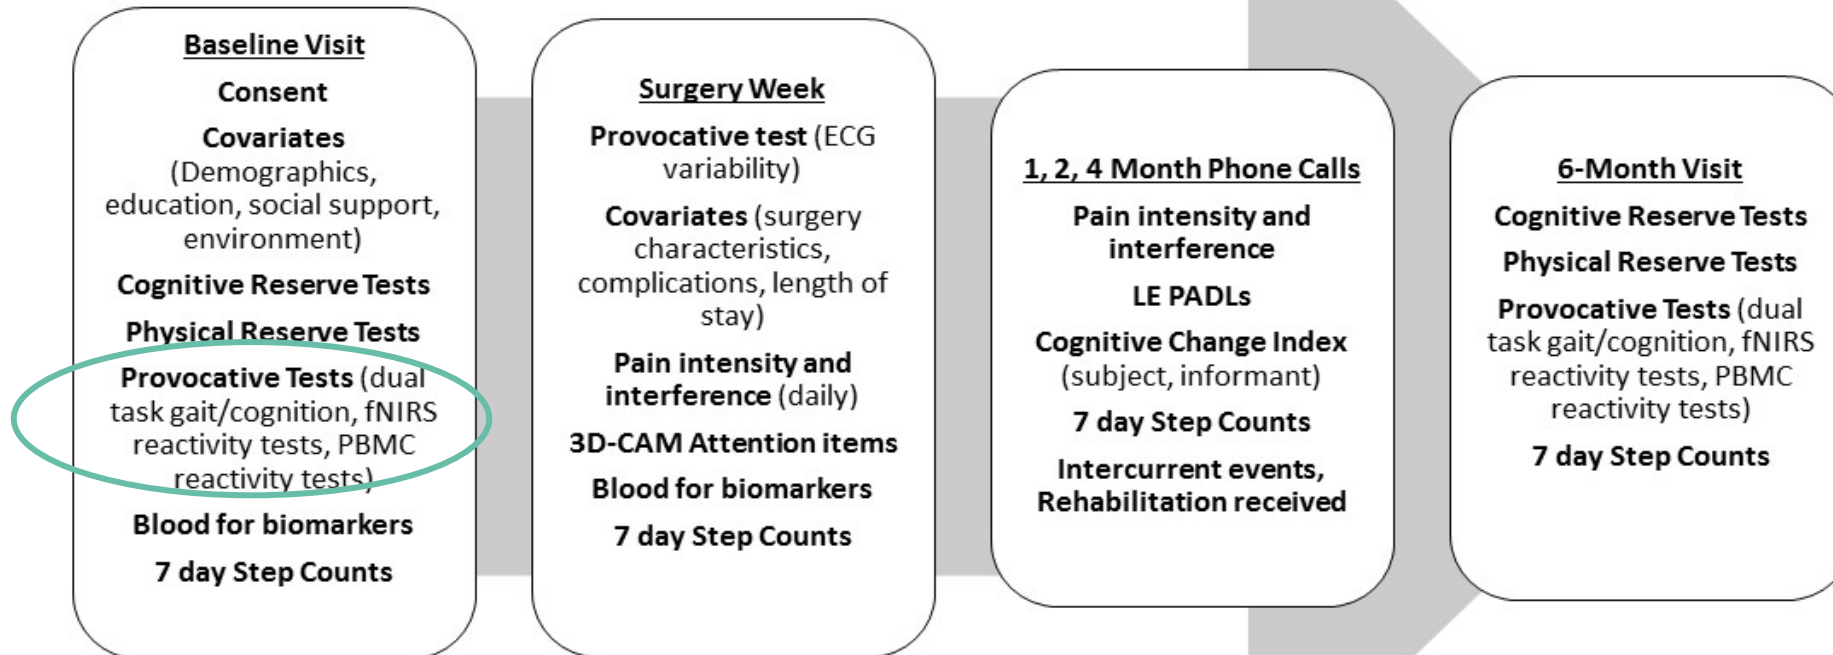 Baseline Visit
Consent
Covariates
(Demographics,
education, social support,
environment)
Cognitive Reserve Tests
Physical Reserve Tests
Provocative Tests (dual
task gait/cognition, fNIRS
reactivity tests, PBMC
reactivity tests)
Blood for biomarkers
7 day Step Counts
Surgery Week
Provocative test (ECG
variability)
Covariates (surgery
characteristics,
complications, length of
stay)
Pain intensity and
interference (daily)
3D-CAM Attention items
Blood for biomarkers
7 day Step Counts
1, 2, 4 Month Phone Calls
Pain intensity and
interference
LE PADLs
Cognitive Change Index
(subject, informant)
7 day Step Counts
Intercurrent events,
Rehabilitation received
6-Month Visit
Cognitive Reserve Tests
Physical Reserve Tests
Provocative Tests (dual
task gait/cognition, fNIRS
reactivity tests, PBMC
reactivity tests)
7 day Step Counts